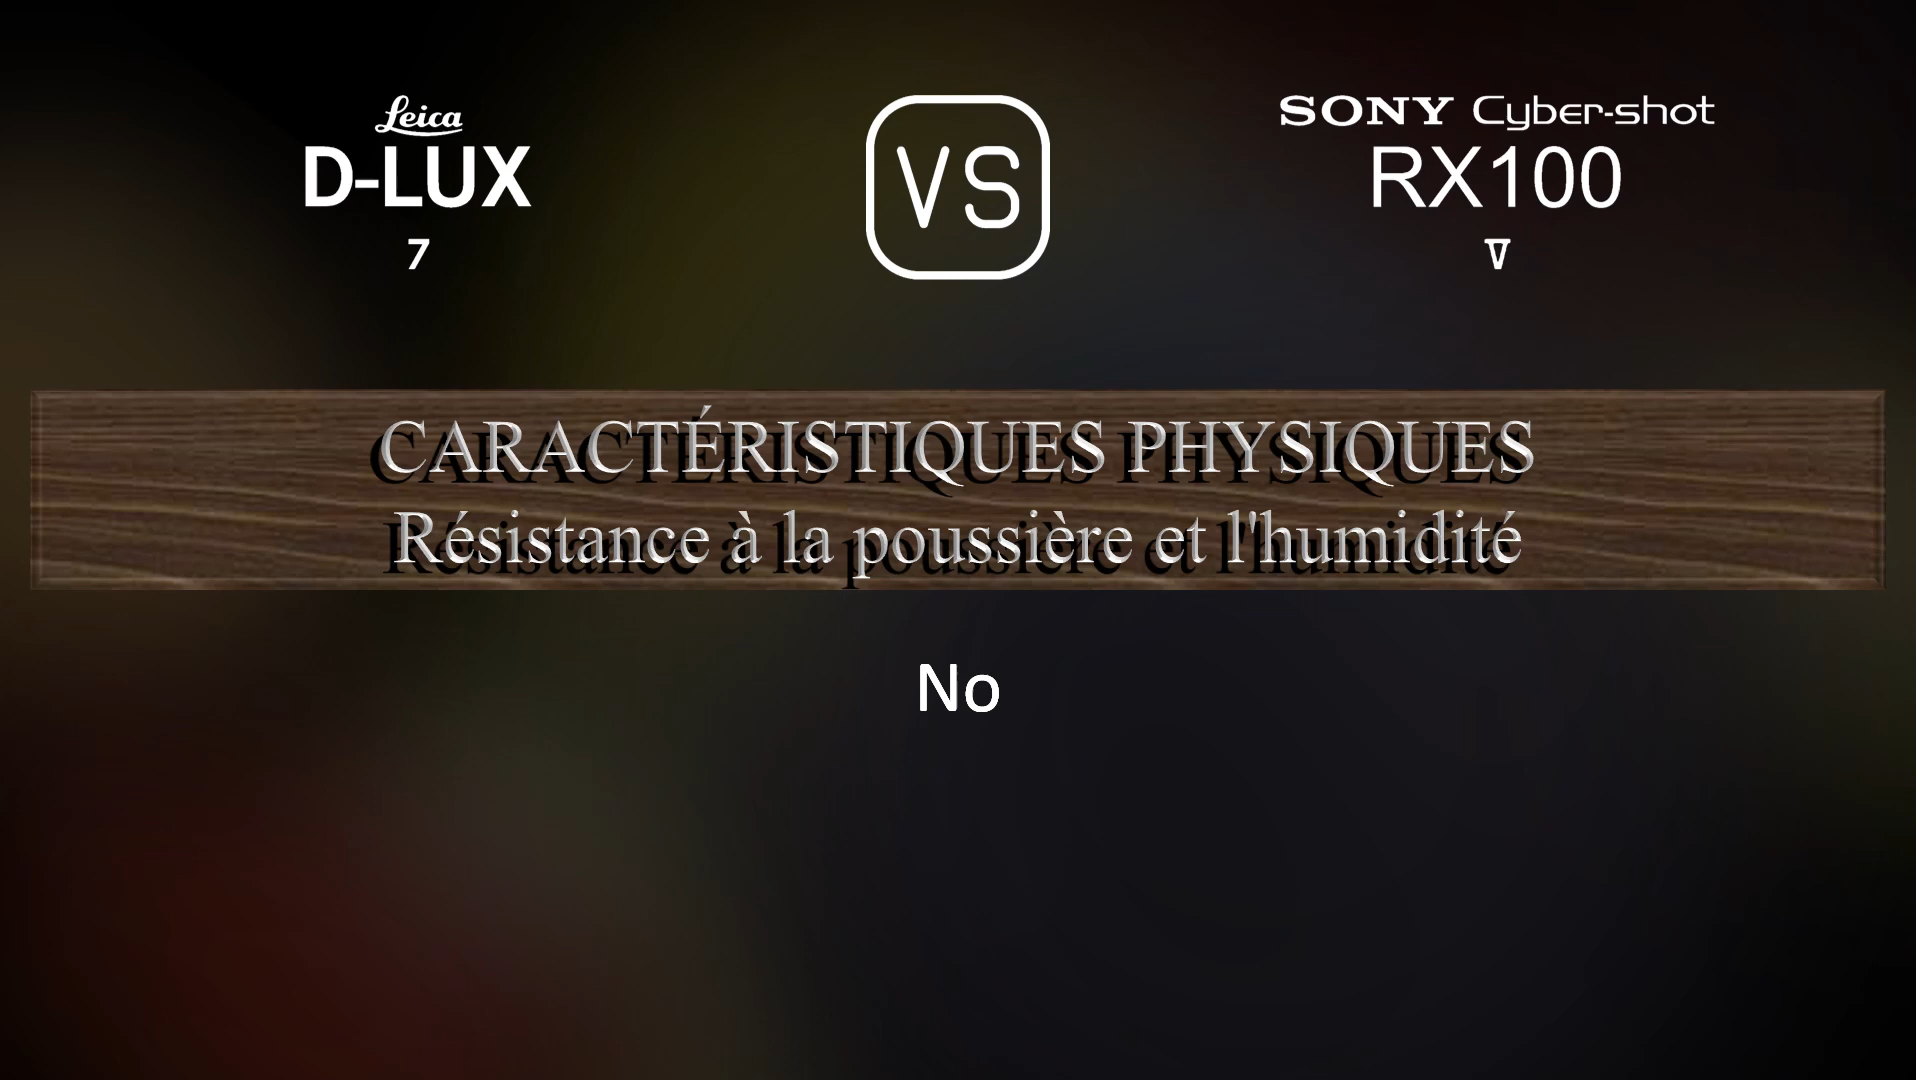 Leica
D-LUX
7
VS
SONY Cyber-shot
RX100
V
CARACTÉRISTIQUES PHYSIQUES
Résistance à la poussière et l'humidité
No